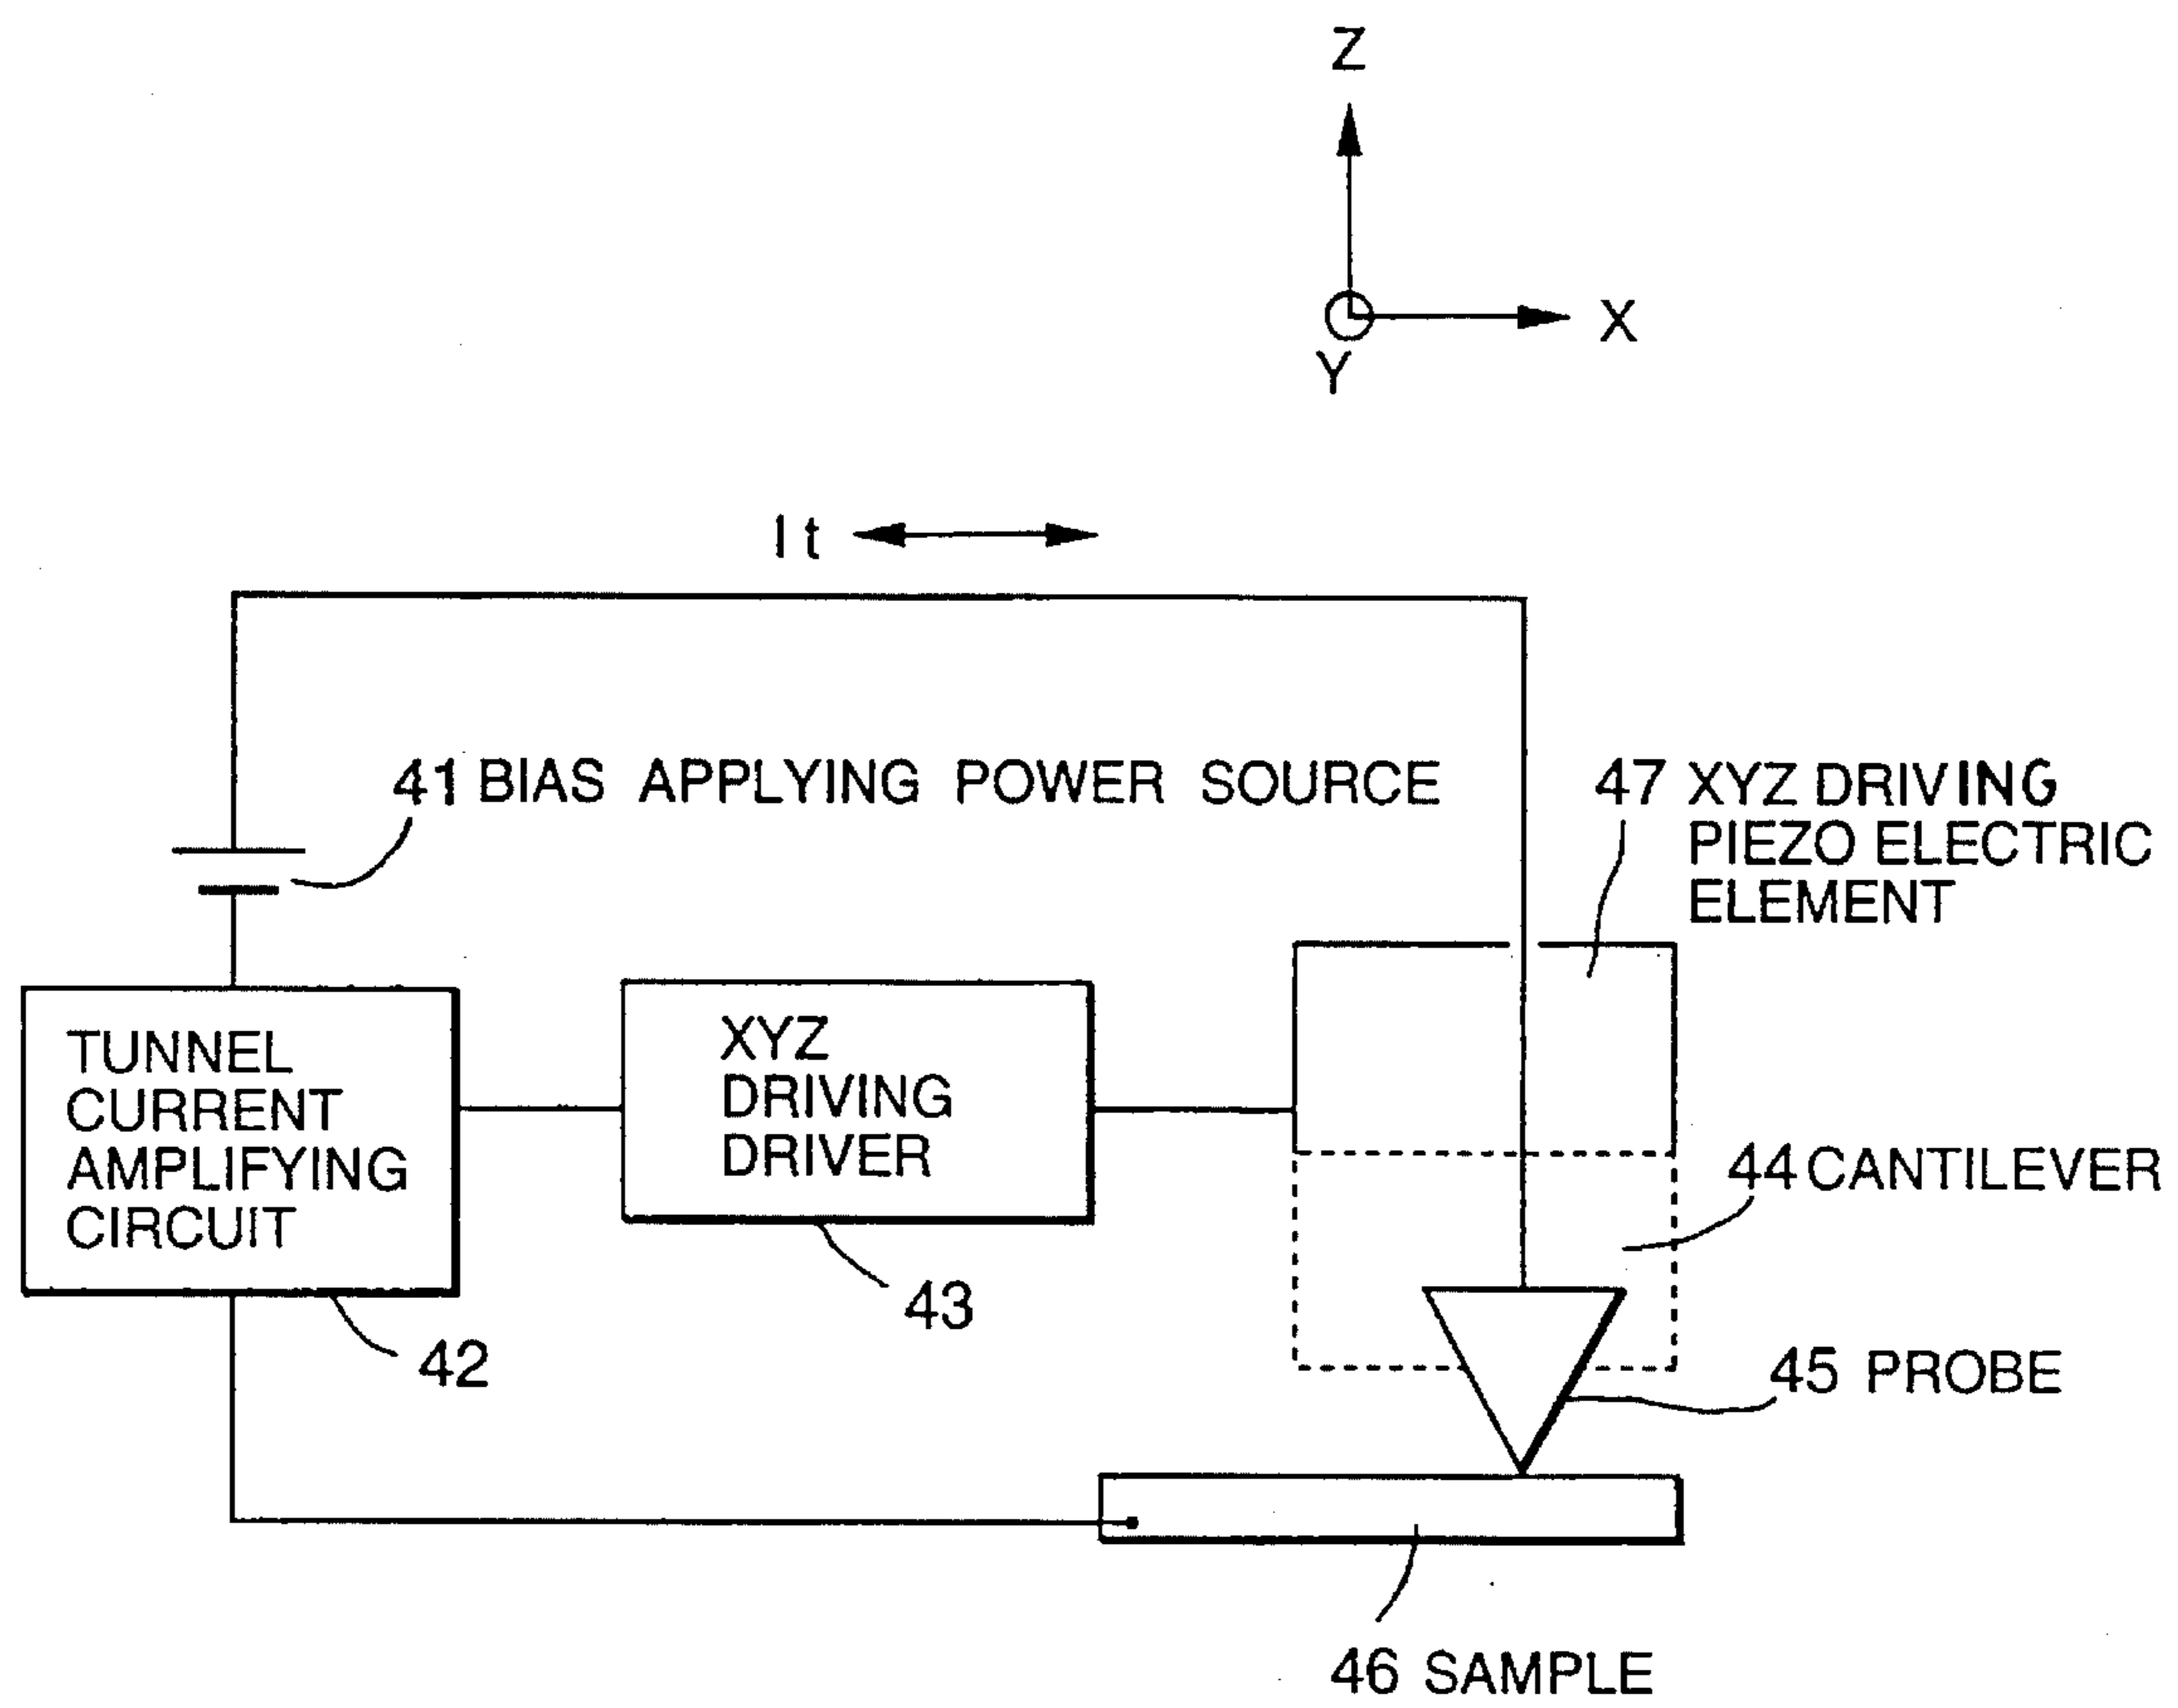 Z
X
Y
It
41 BIAS APPLYING POWER SOURCE
47 XYZ DRIVING
PIEZO ELECTRIC
ELEMENT
TUNNEL
CURRENT
AMPLIFYING
CIRCUIT
XYZ
DRIVING
DRIVER
44 CANTILEVER
43
42
45 PROBE
46 SAMPLE